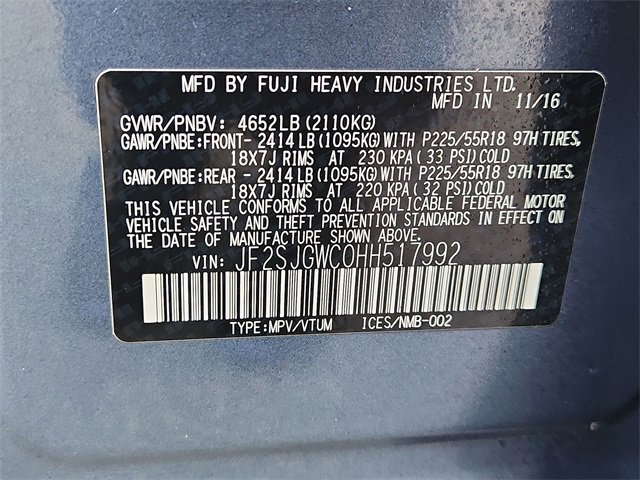 MFD BY FUJI HEAVY INDUSTRIES LTD.
MFD IN 11/16
GVWR/PNBV: 4652LB (2110KG)
GAWR/PNBE:FRONT- 2414LB (1095KG) WITH P225/55R18 97H TIRES,
18X7J RIMS AT 230 KPA (33 PSI) COLD
GAWR/PNBE:REAR - 2414LB (1095KG) WITH P225/55R18 97H TIRES,
18X7J RIMS AT 220 KPA (32 PSI) COLD
THIS VEHICLE CONFORMS TO ALL APPLICABLE FEDERAL MOTOR
VEHICLE SAFETY AND THEFT PREVENTION STANDARDS IN EFFECT ON
THE DATE OF MANUFACTURE SHOWN ABOVE.
VIN: JF2SJGWC0HH517992
TYPE:MPV/VTUM ICES/NMB-002